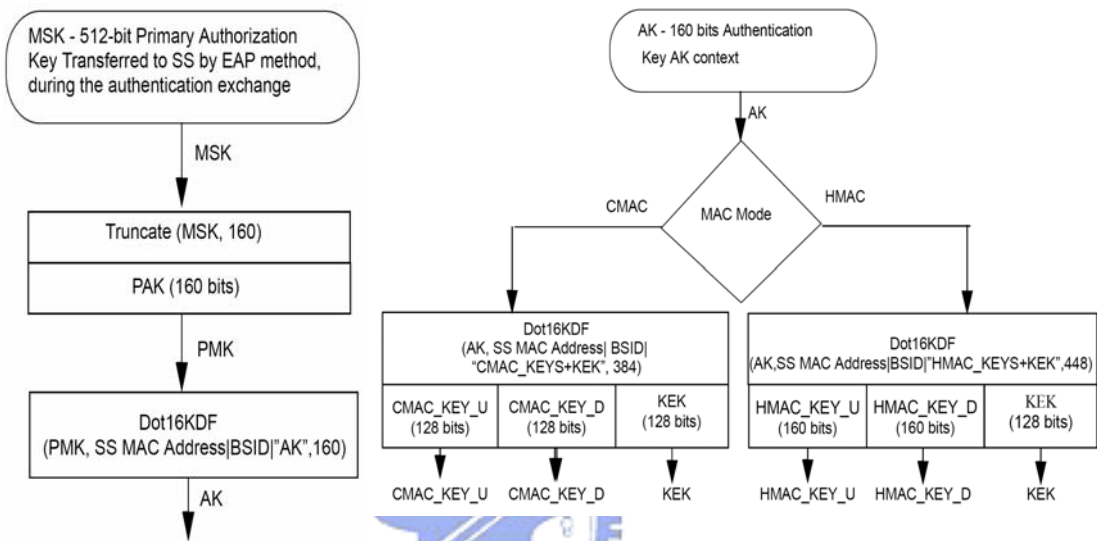 MSK - 512-bit Primary Authorization
Key Transferred to SS by EAP method,
during the authentication exchange
MSK
Truncate (MSK, 160)
PAK (160 bits)
PMK
Dot16KDF
(PMK, SS MAC Address|BSID|"AK",160)
AK
AK - 160 bits Authentication
Key AK context
AK
CMAC
MAC Mode
HMAC
Dot16KDF
(AK, SS MAC Address| BSID|
“CMAC_KEYS+KEK”, 384)
CMAC_KEY_U
(128 bits)
CMAC_KEY_D
(128 bits)
KEK
(128 bits)
CMAC_KEY_U
CMAC_KEY_D
KEK
Dot16KDF
(AK,SS MAC Address|BSID|”HMAC_KEYS+KEK”,448)
HMAC_KEY_U
(160 bits)
HMAC_KEY_D
(160 bits)
KEK
(128 bits)
HMAC_KEY_U
HMAC_KEY_D
KEK